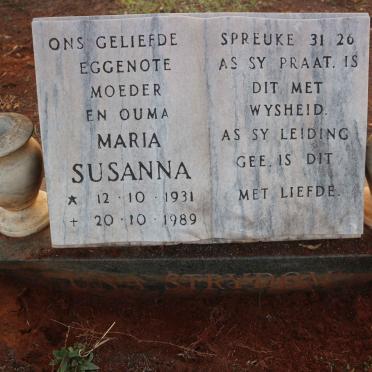 ONS GELIEFDE
EGGENOTE
MOEDER
EN OUMA
MARIA
SUSANNA
★ 12·10·1931
+ 20·10·1989
SPREUKE 31 26
AS SY PRAAT, IS
DIT MET
WYSHEID.
AS SY LEIDING
GEE, IS DIT
MET LIEFDE.